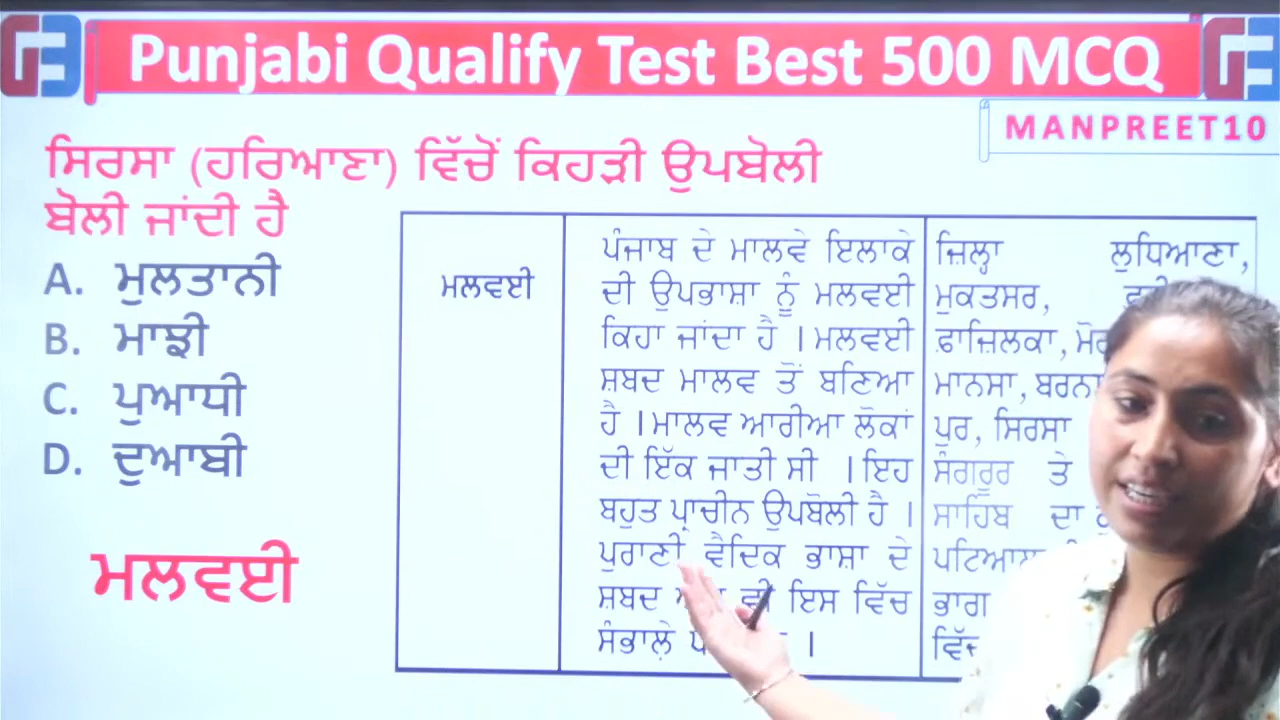 Punjabi Qualify Test Best 500 MCQ
MANPREET10
ਸਿਰਸਾ (ਹਰਿਆਣਾ) ਵਿੱਚੋਂ ਕਿਹੜੀ ਉਪਬੋਲੀ
ਬੋਲੀ ਜਾਂਦੀ ਹੈ
A. ਮੁਲਤਾਨੀ
B. ਮਾਝੀ
C. ਪੁਆਧੀ
D. ਦੁਆਬੀ
ਮਲਵਈ
ਮਲਵਈ
ਪੰਜਾਬ ਦੇ ਮਾਲਵੇ ਇਲਾਕੇ
ਦੀ ਉਪਭਾਸ਼ਾ ਨੂੰ ਮਲਵਈ
ਕਿਹਾ ਜਾਂਦਾ ਹੈ । ਮਲਵਈ
ਸ਼ਬਦ ਮਾਲਵ ਤੋਂ ਬਣਿਆ
ਹੈ । ਮਾਲਵ ਆਰੀਆ ਲੋਕਾਂ
ਦੀ ਇੱਕ ਜਾਤੀ ਸੀ । ਇਹ
ਬਹੁਤ ਪ੍ਰਾਚੀਨ ਉਪਬੋਲੀ ਹੈ ।
ਪੁਰਾਣੀ ਵੈਦਿਕ ਭਾਸ਼ਾ ਦੇ
ਸ਼ਬਦ ਵੀ ਇਸ ਵਿੱਚ
ਸੰਭਾਲੇ ।
ਜ਼ਿਲ੍ਹਾ ਲੁਧਿਆਣਾ,
ਮੁਕਤਸਰ,
ਫ਼ਾਜ਼ਿਲਕਾ,
ਮਾਨਸਾ,
ਪੁਰ, ਸਿਰਸਾ
ਸੰਗਰੂਰ ਤੇ
ਸਾਹਿਬ ਦਾ
ਭਾਗ